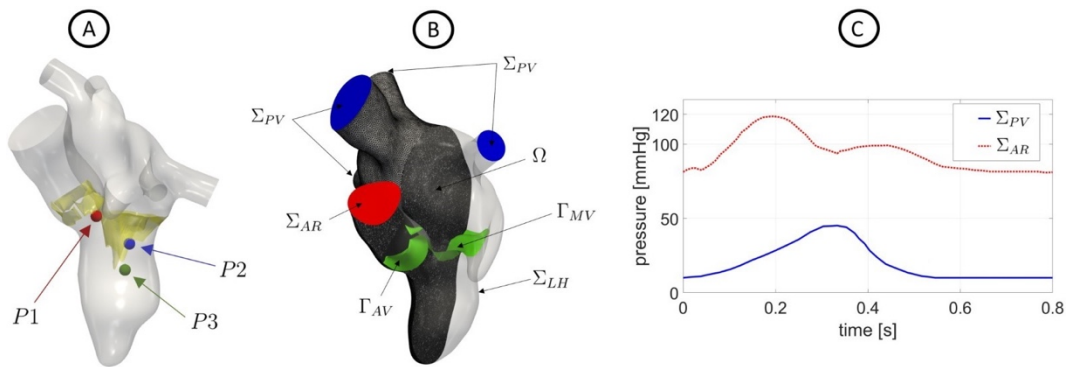 A
P1
P2
P3
B
Σ_PV
Σ_PV
Ω
Σ_AR
Γ_MV
Γ_AV
Σ_LH
C
pressure [mmHg]
120
100
50
0
Σ_PV
Σ_AR
0 0.2 0.4 0.6 0.8
time [s]